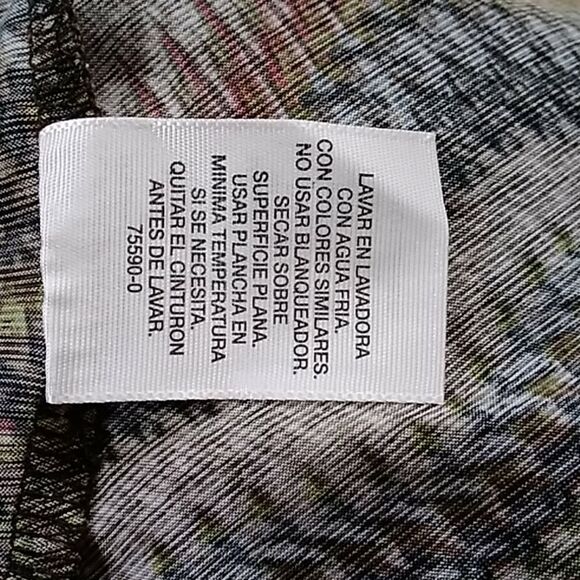 LAVAR EN LAVADORA
CON AGUA FRIA.
CON COLORES SIMILARES.
NO USAR BLANQUEADOR.
SECAR SOBRE
SUPERFICIE PLANA.
USAR PLANCHA EN
MINIMA TEMPERATURA
SI SE NECESITA.
QUITAR EL CINTURON
ANTES DE LAVAR.
75590-0